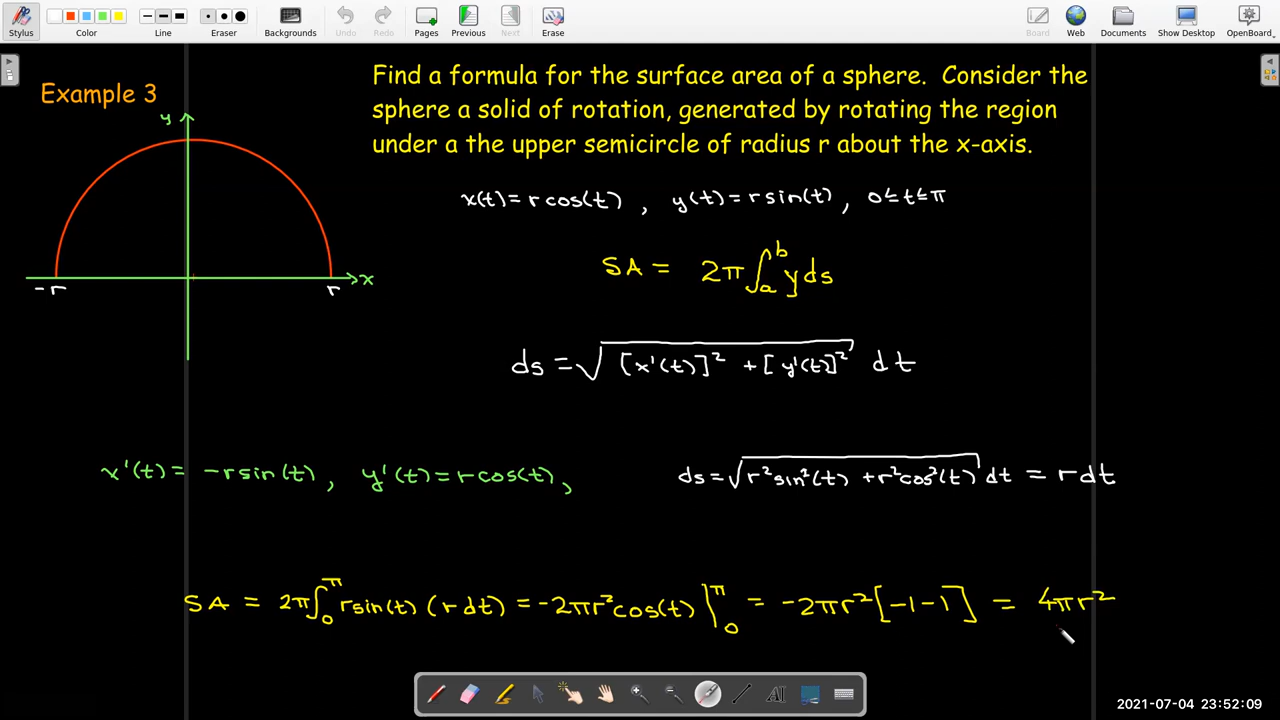 Stylus Color Line Eraser Backgrounds Undo Redo Pages Previous Next Erase Board Web Documents Show Desktop OpenBoard
Example 3
Find a formula for the surface area of a sphere. Consider the
sphere a solid of rotation, generated by rotating the region
under a the upper semicircle of radius r about the x-axis.
y
x
-r
r
x(t) = r cos(t) , y(t) = r sin(t) , 0 ≤ t ≤ π
SA = 2π ∫_a^b y ds
ds = √([x'(t)]² + [y'(t)]²) dt
x'(t) = -r sin(t) , y'(t) = r cos(t) ,
ds = √(r² sin²(t) + r² cos²(t)) dt = r dt
SA = 2π ∫_0^π r sin(t) (r dt) = -2πr² cos(t) |_0^π = -2πr² [-1-1] = 4πr²
AI
2021-07-04 23:52:09